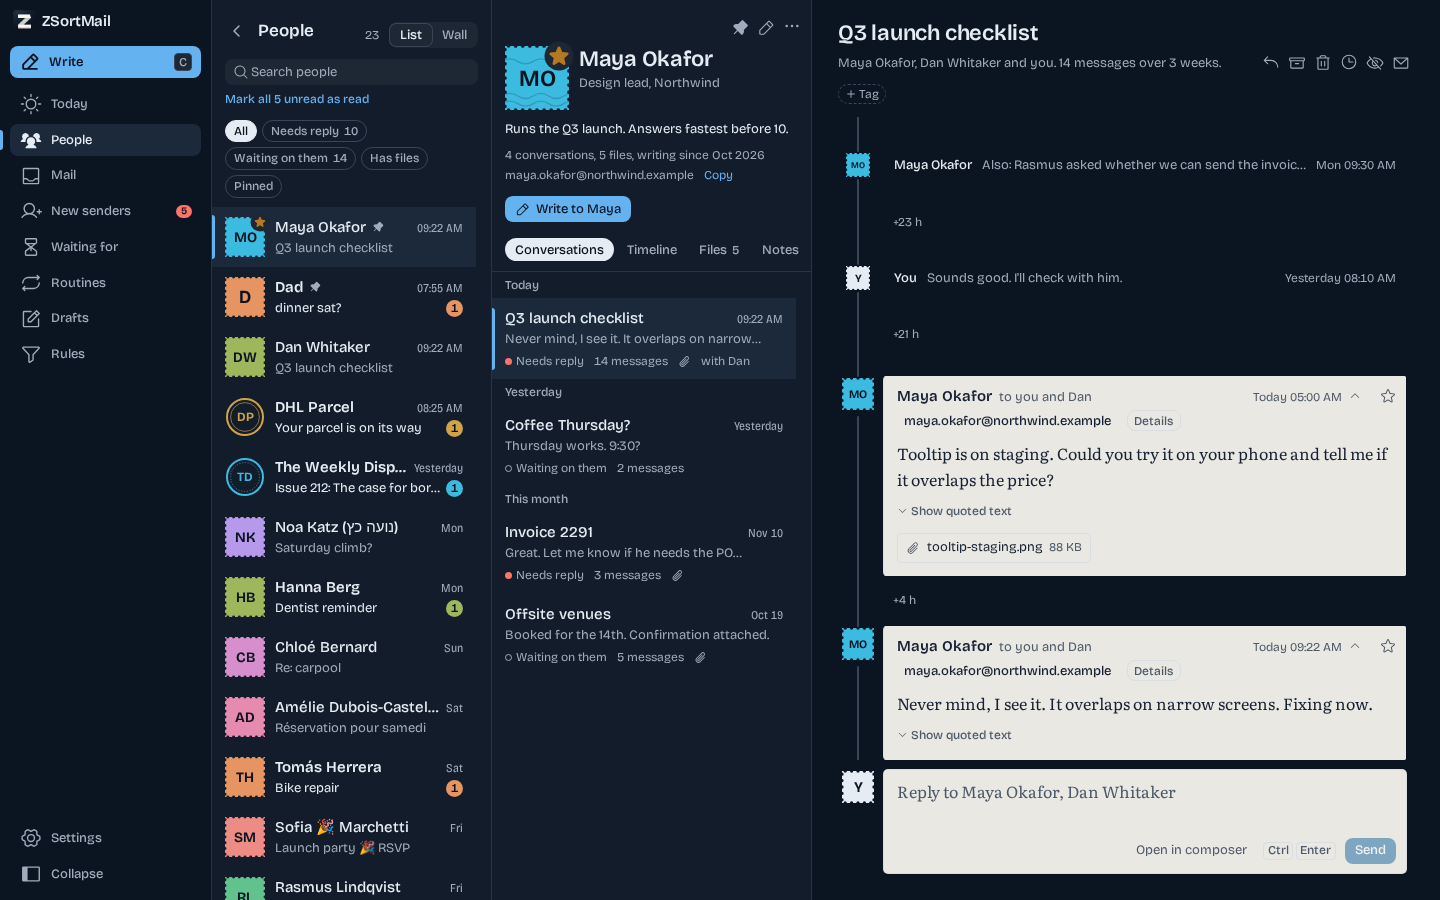 ZSortMail
Write C
Today
People
Mail
New senders 5
Waiting for
Routines
Drafts
Rules
Settings
Collapse
People 23 List Wall
Search people
Mark all 5 unread as read
All Needs reply 10
Waiting on them 14 Has files
Pinned
MO Maya Okafor 09:22 AM
Q3 launch checklist
D Dad 07:55 AM
dinner sat? 1
DW Dan Whitaker 09:22 AM
Q3 launch checklist
DP DHL Parcel 08:25 AM
Your parcel is on its way 1
TD The Weekly Disp... Yesterday
Issue 212: The case for bor... 1
NK Noa Katz (נועה כץ) Mon
Saturday climb?
HB Hanna Berg Mon
Dentist reminder 1
CB Chloé Bernard Sun
Re: carpool
AD Amélie Dubois-Castel... Sat
Réservation pour samedi
TH Tomás Herrera Sat
Bike repair 1
SM Sofia 🎉 Marchetti Fri
Launch party 🎉 RSVP
RL Rasmus Lindqvist Fri
MO Maya Okafor
Design lead, Northwind
Runs the Q3 launch. Answers fastest before 10.
4 conversations, 5 files, writing since Oct 2026
maya.okafor@northwind.example Copy
Write to Maya
Conversations Timeline Files 5 Notes
Today
Q3 launch checklist 09:22 AM
Never mind, I see it. It overlaps on narrow...
Needs reply 14 messages with Dan
Yesterday
Coffee Thursday? Yesterday
Thursday works. 9:30?
Waiting on them 2 messages
This month
Invoice 2291 Nov 10
Great. Let me know if he needs the PO...
Needs reply 3 messages
Offsite venues Oct 19
Booked for the 14th. Confirmation attached.
Waiting on them 5 messages
Q3 launch checklist
Maya Okafor, Dan Whitaker and you. 14 messages over 3 weeks.
+ Tag
MO Maya Okafor Also: Rasmus asked whether we can send the invoic... Mon 09:30 AM
+23 h
Y You Sounds good. I'll check with him. Yesterday 08:10 AM
+21 h
MO Maya Okafor to you and Dan Today 05:00 AM
maya.okafor@northwind.example Details
Tooltip is on staging. Could you try it on your phone and tell me if
it overlaps the price?
Show quoted text
tooltip-staging.png 88 KB
+4 h
MO Maya Okafor to you and Dan Today 09:22 AM
maya.okafor@northwind.example Details
Never mind, I see it. It overlaps on narrow screens. Fixing now.
Show quoted text
Y Reply to Maya Okafor, Dan Whitaker
Open in composer Ctrl Enter Send